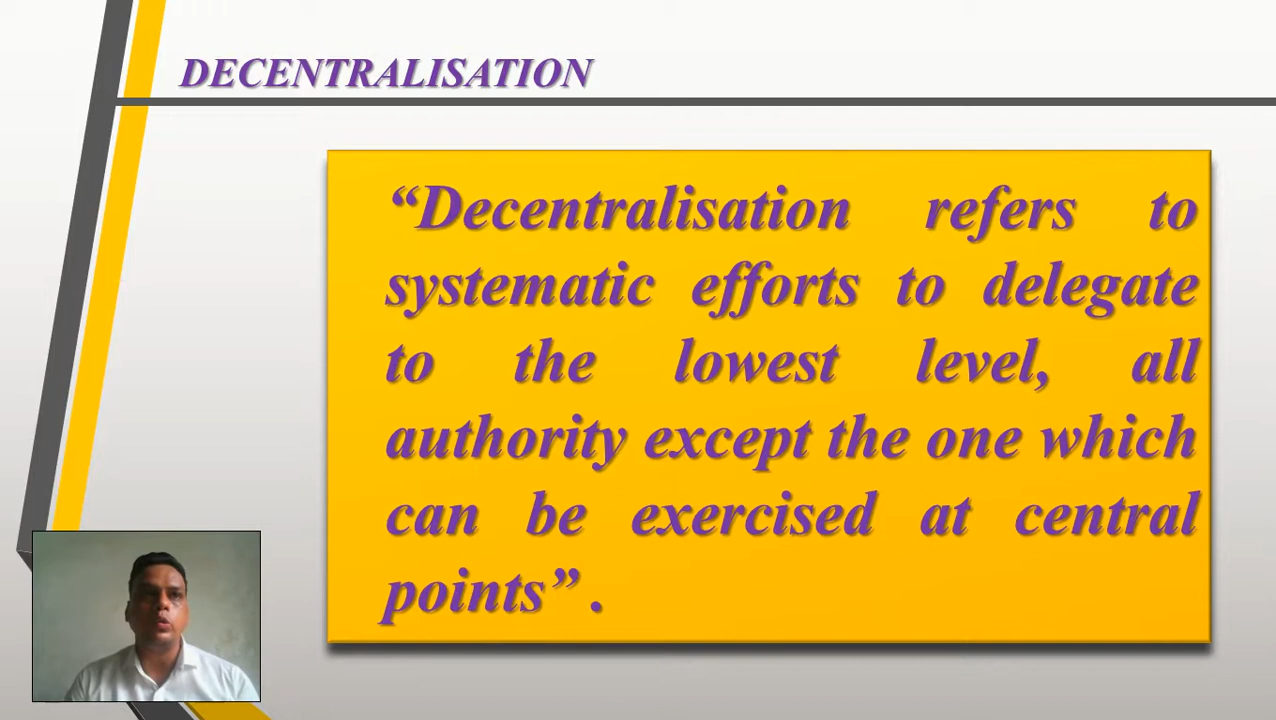 DECENTRALISATION
“Decentralisation refers to
systematic efforts to delegate
to the lowest level, all
authority except the one which
can be exercised at central
points” .